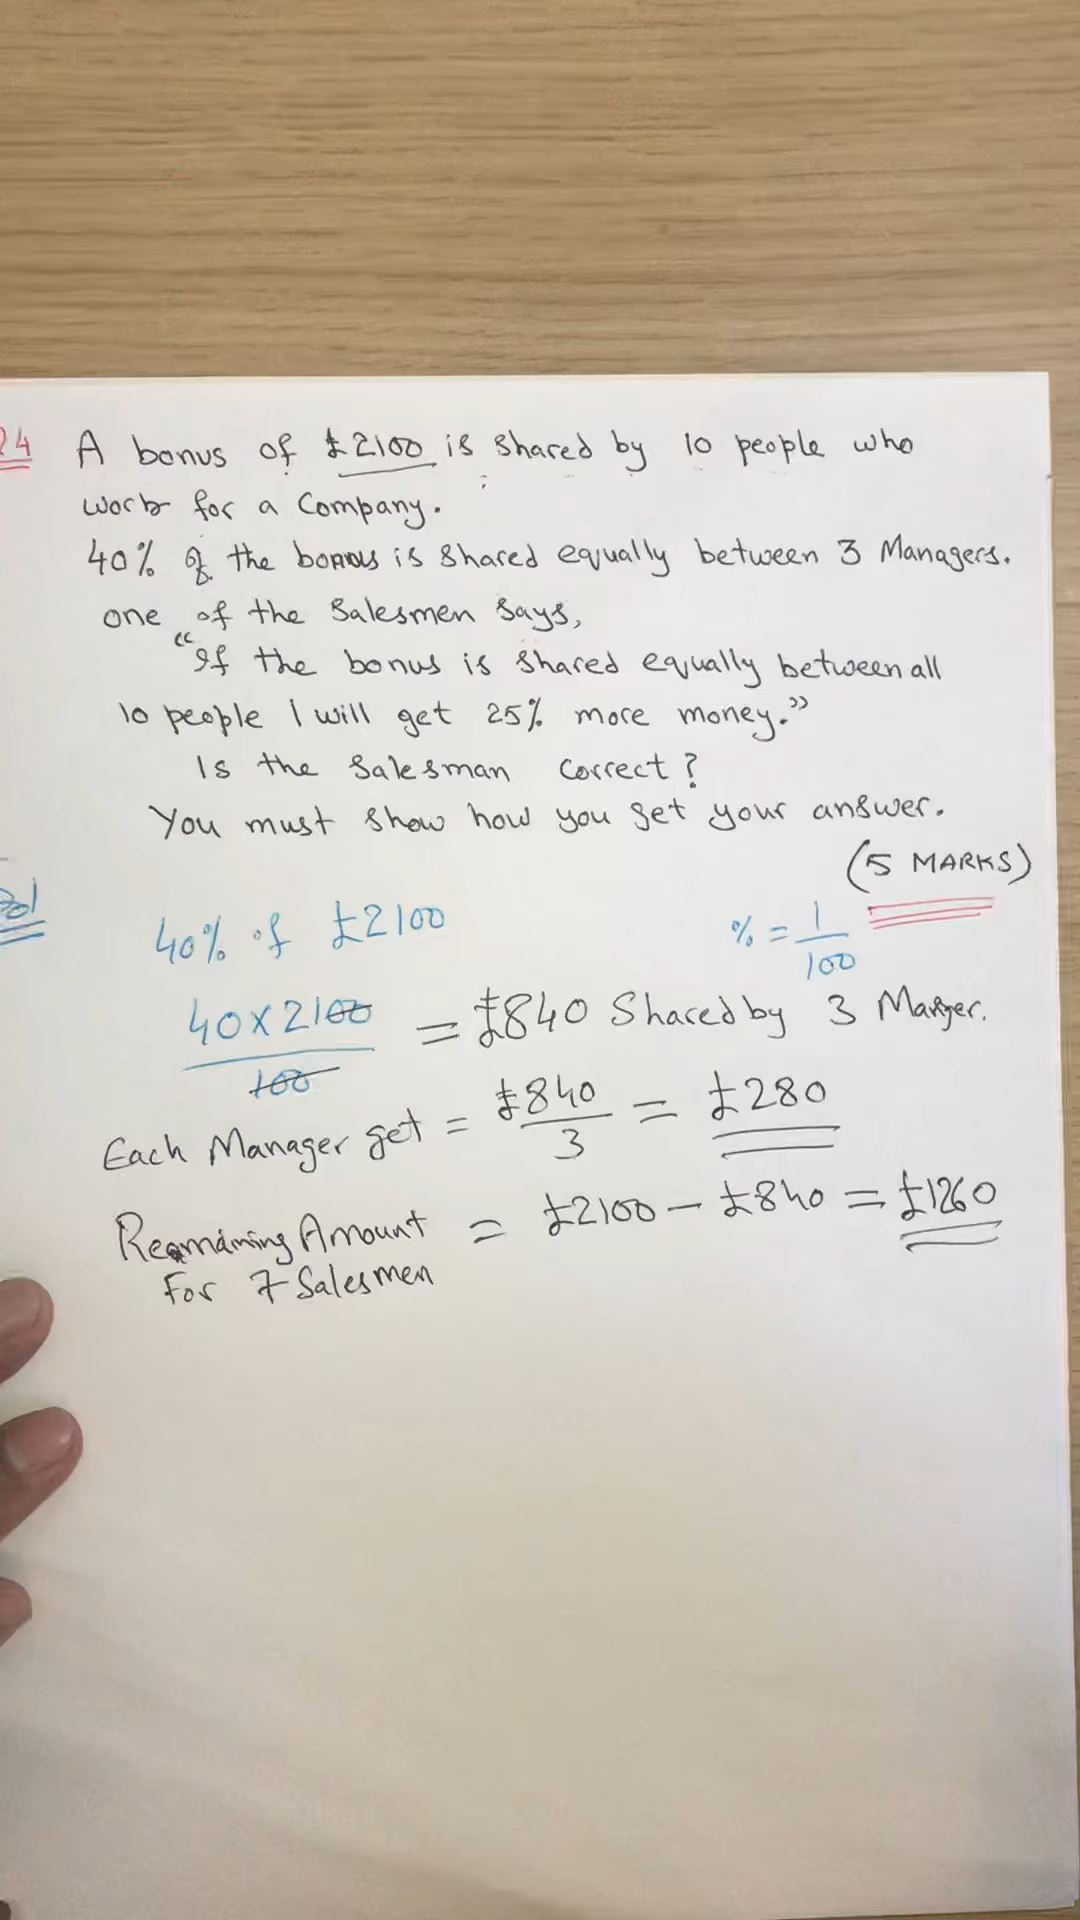 24 A bonus of £2100 is shared by 10 people who
work for a Company.
40% of the bonus is shared equally between 3 Managers.
one of the Salesmen says,
"If the bonus is shared equally between all
10 people I will get 25% more money."
Is the Salesman Correct?
You must show how you get your answer.
(5 MARKS)
Sol
40% of £2100
% = 1/100
40 x 2100 / 100 = £840 Shared by 3 Manger.
Each Manager get = £840/3 = £280
Remaining Amount = £2100 - £840 = £1260
For 7 Salesmen